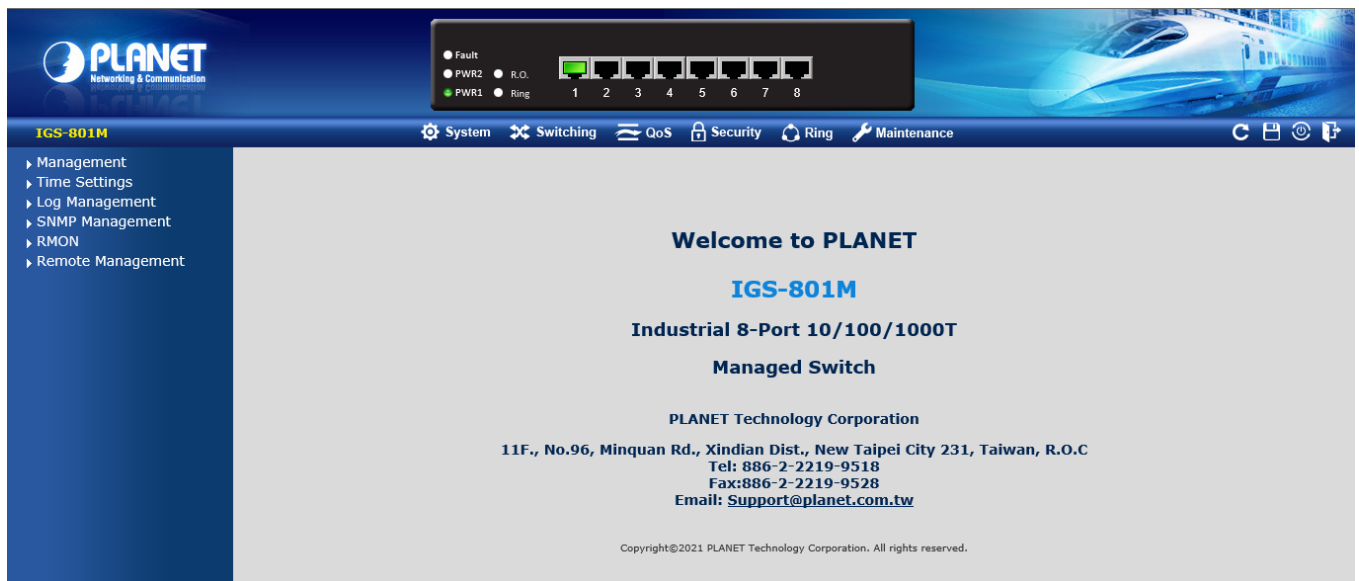 PLANET
Networking & Communication
Fault
PWR2 R.O.
PWR1 Ring 1 2 3 4 5 6 7 8
IGS-801M
System Switching QoS Security Ring Maintenance
Management
Time Settings
Log Management
SNMP Management
RMON
Remote Management
Welcome to PLANET
IGS-801M
Industrial 8-Port 10/100/1000T
Managed Switch
PLANET Technology Corporation
11F., No.96, Minquan Rd., Xindian Dist., New Taipei City 231, Taiwan, R.O.C
Tel: 886-2-2219-9518
Fax:886-2-2219-9528
Email: Support@planet.com.tw
Copyright©2021 PLANET Technology Corporation. All rights reserved.